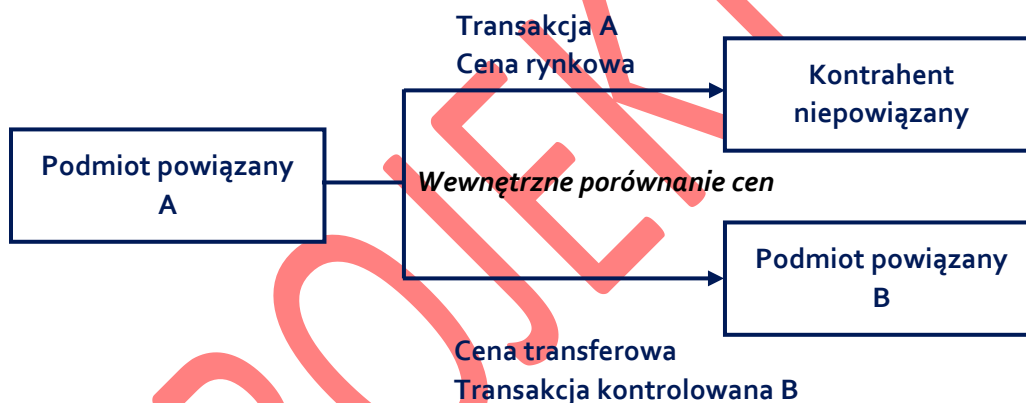 Transakcja A
Cena rynkowa
Kontrahent
niepowiązany
Podmiot powiązany
A
Wewnętrzne porównanie cen
Podmiot powiązany
B
Cena transferowa
Transakcja kontrolowana B